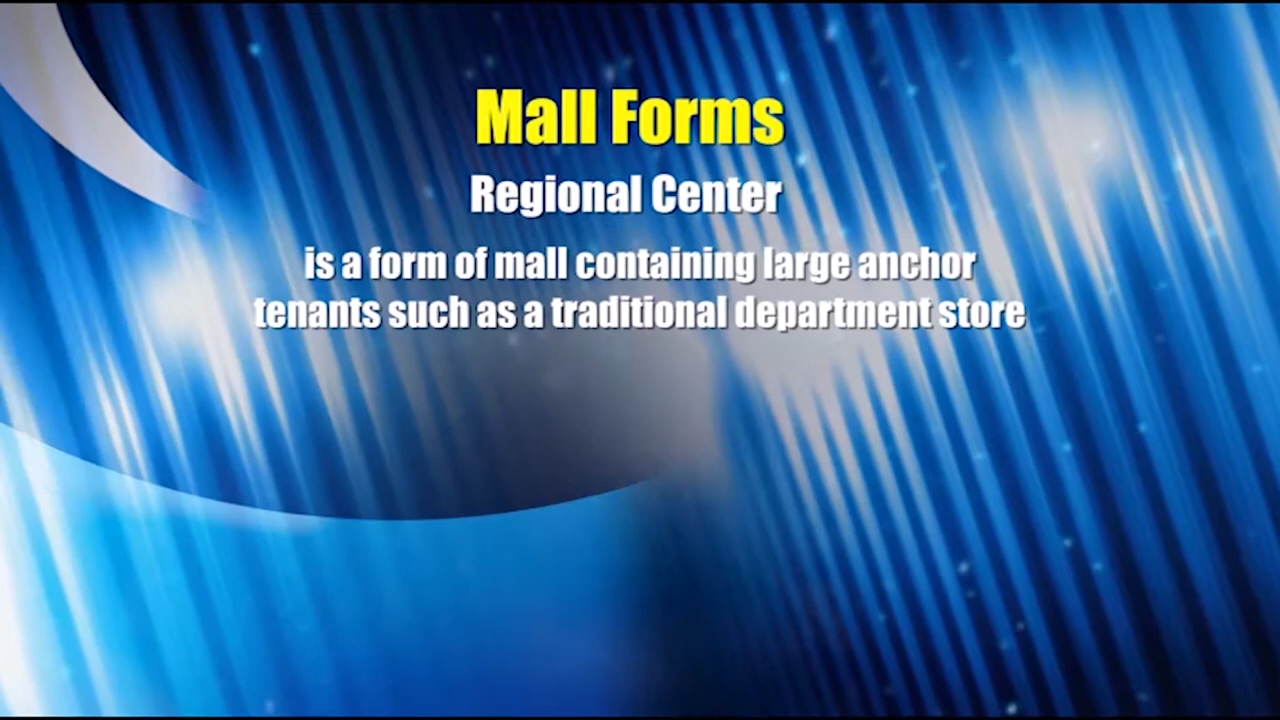 Mall Forms
Regional Center
is a form of mall containing large anchor
tenants such as a traditional department store